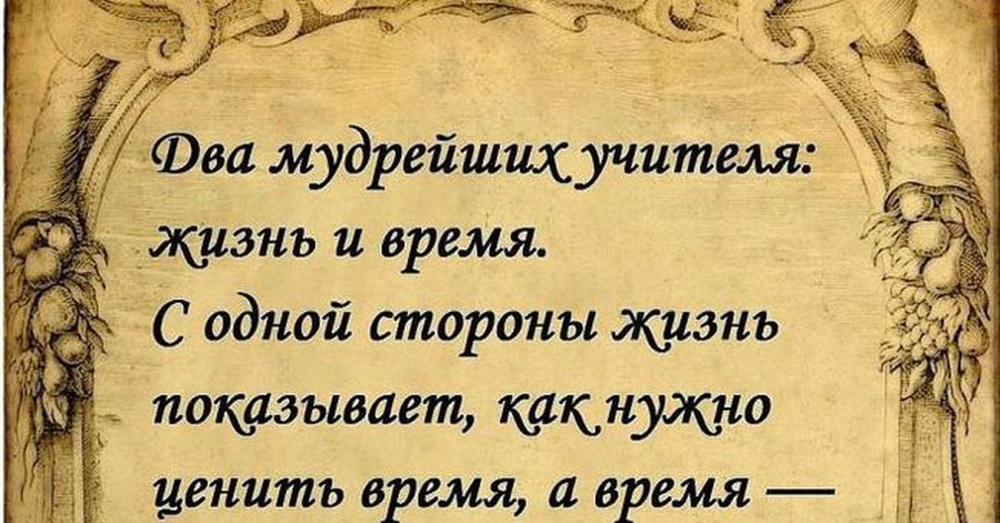 Два мудрейших учителя:
жизнь и время.
С одной стороны жизнь
показывает, как нужно
ценить время, а время —